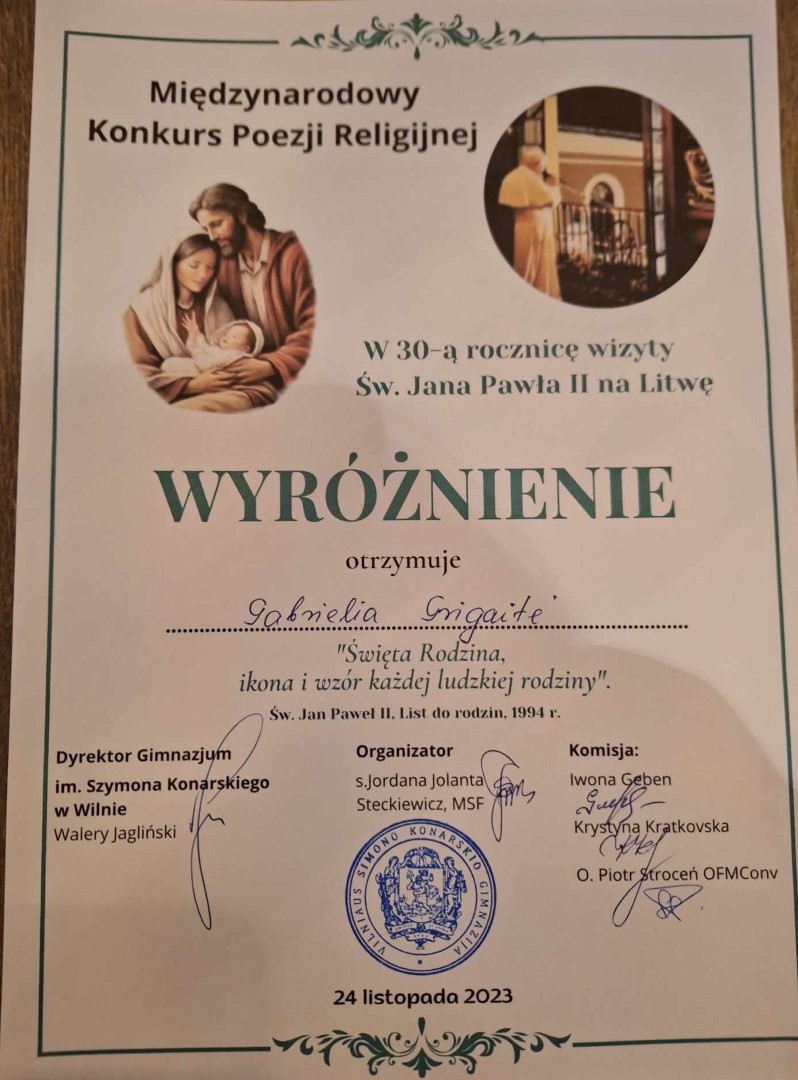 Międzynarodowy
Konkurs Poezji Religijnej
W 30-ą rocznicę wizyty
Św. Jana Pawła II na Litwę
WYRÓŻNIENIE
otrzymuje
Gabrielia Grigaitė
"Święta Rodzina,
ikona i wzór każdej ludzkiej rodziny".
Św. Jan Paweł II, List do rodzin, 1994 r.
Dyrektor Gimnazjum
im. Szymona Konarskiego
w Wilnie
Walery Jagliński
Organizator
s.Jordana Jolanta
Steckiewicz, MSF
Komisja:
Iwona Geben
Krystyna Kratkovska
O. Piotr Stroceń OFMConv
VILNIAUS SIMONO KONARSKIO GIMNAZIJA
24 listopada 2023